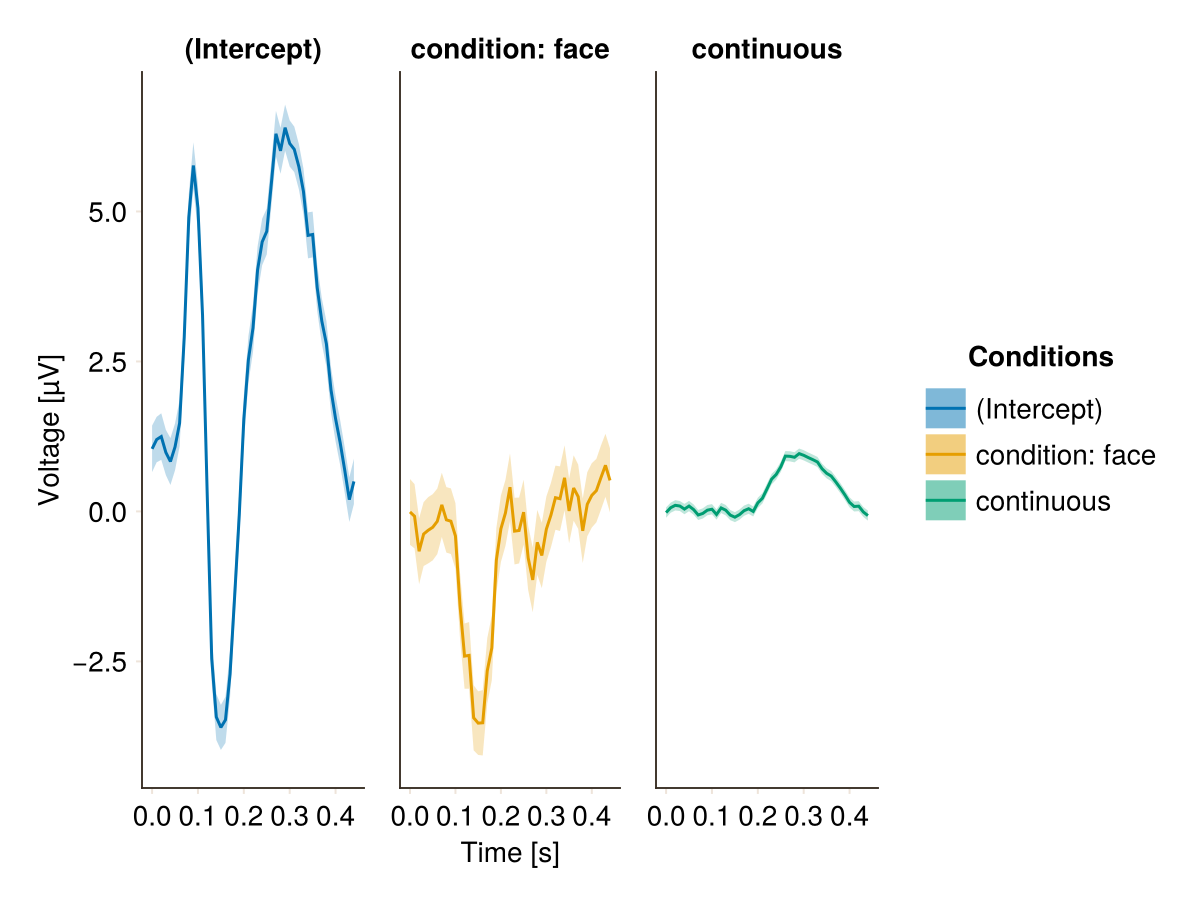 (Intercept)
condition: face
continuous
Voltage [µV]
5.0
2.5
0.0
−2.5
0.0 0.1 0.2 0.3 0.4
0.0 0.1 0.2 0.3 0.4
0.0 0.1 0.2 0.3 0.4
Time [s]
Conditions
(Intercept)
condition: face
continuous